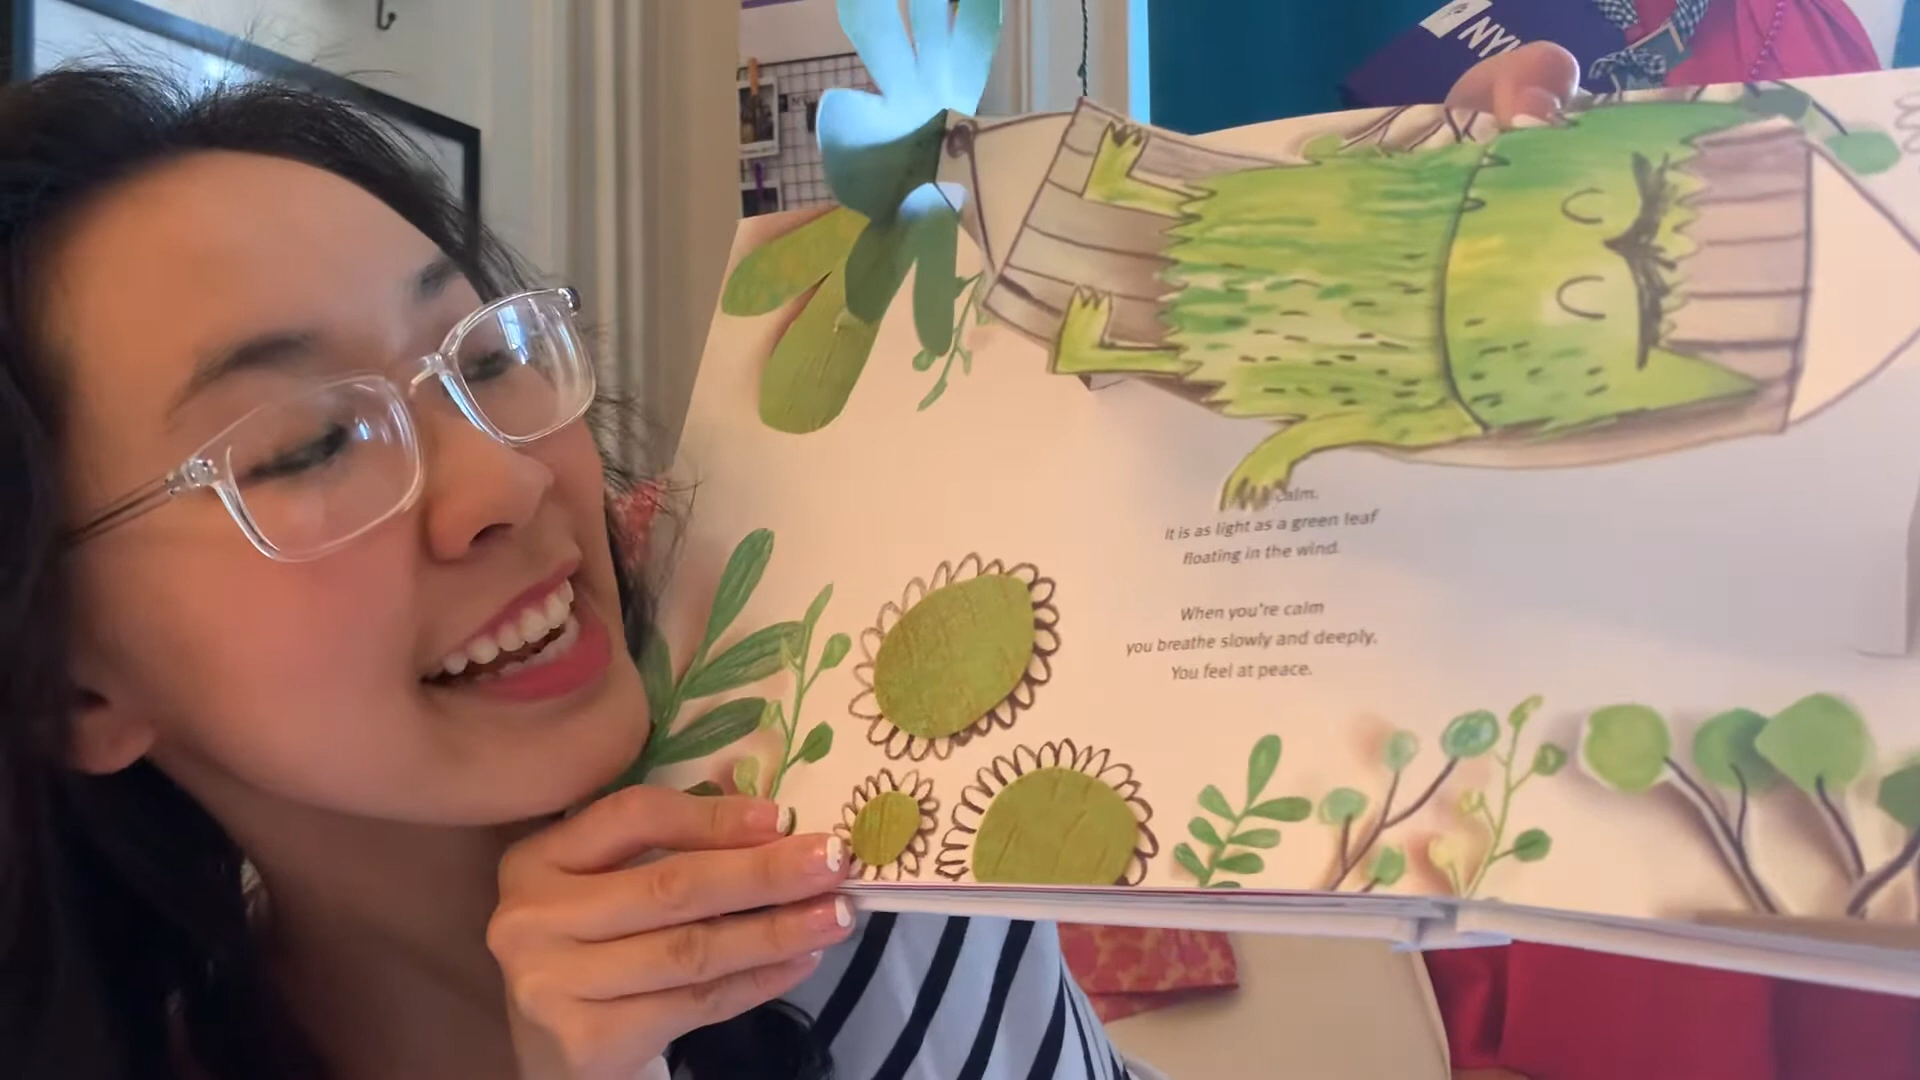 NYU
calm.
It is as light as a green leaf
floating in the wind.
When you're calm
you breathe slowly and deeply.
You feel at peace.